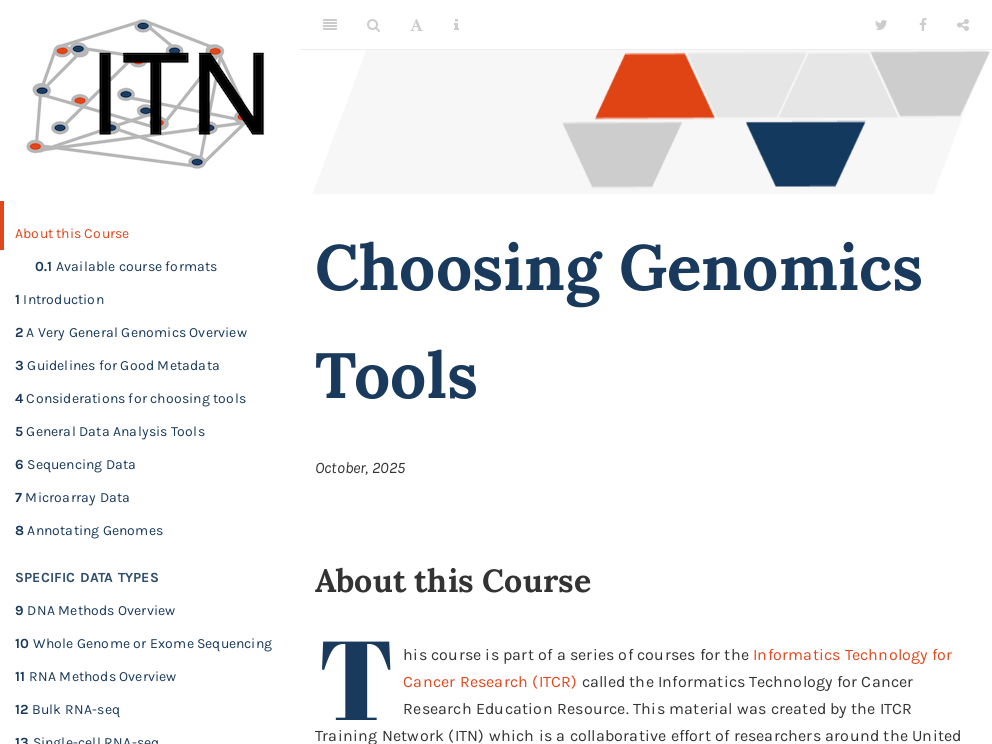 ITN
About this Course
0.1 Available course formats
1 Introduction
2 A Very General Genomics Overview
3 Guidelines for Good Metadata
4 Considerations for choosing tools
5 General Data Analysis Tools
6 Sequencing Data
7 Microarray Data
8 Annotating Genomes
SPECIFIC DATA TYPES
9 DNA Methods Overview
10 Whole Genome or Exome Sequencing
11 RNA Methods Overview
12 Bulk RNA-seq
13 Single-cell RNA-seq
Choosing Genomics
Tools
October, 2025
About this Course
This course is part of a series of courses for the Informatics Technology for
Cancer Research (ITCR) called the Informatics Technology for Cancer
Research Education Resource. This material was created by the ITCR
Training Network (ITN) which is a collaborative effort of researchers around the United